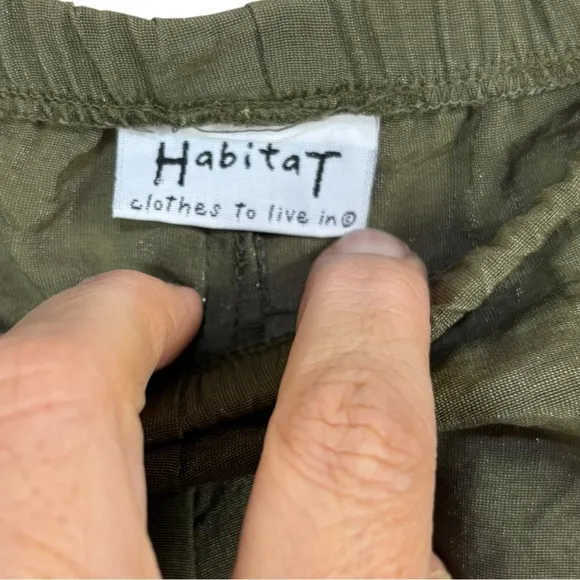 HabitaT
cloThes To live in©